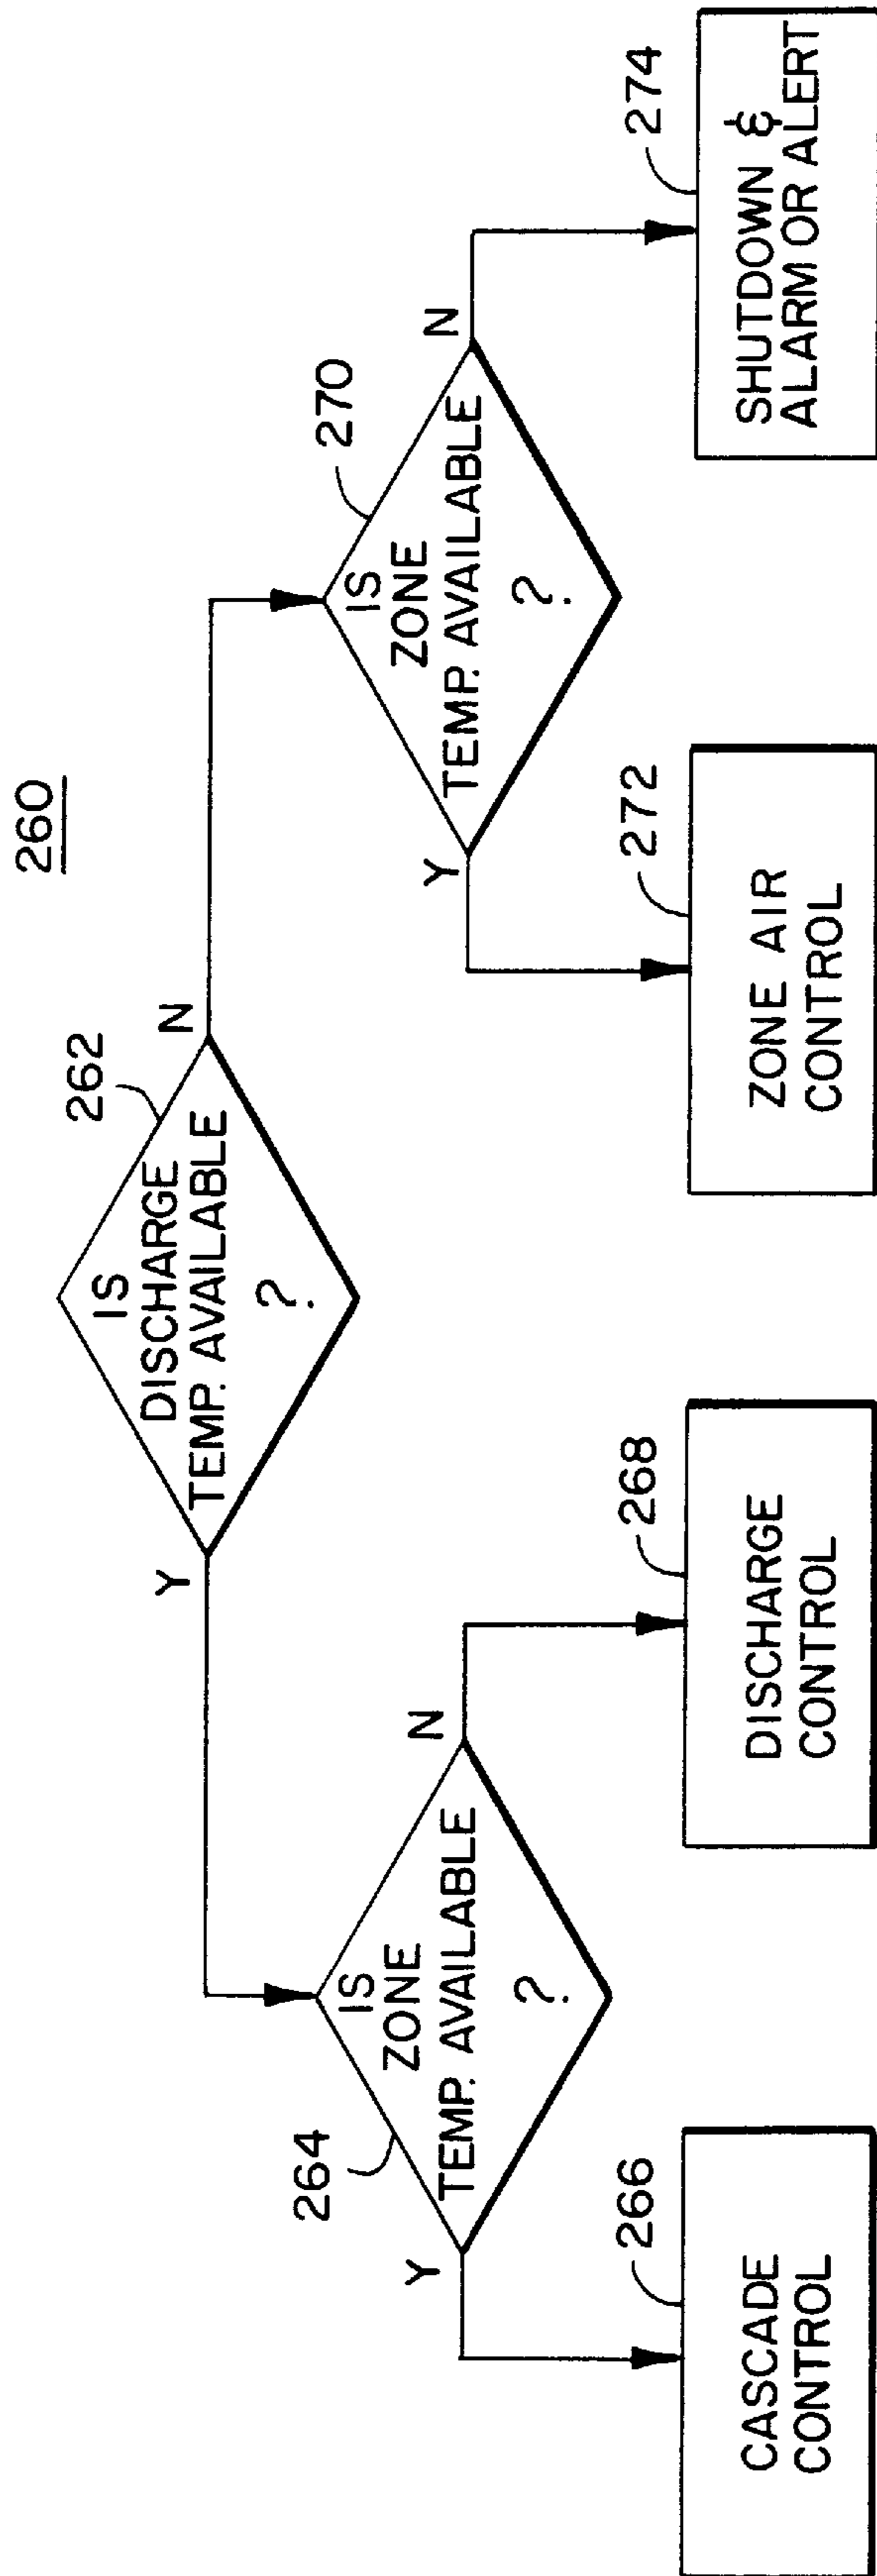 260
262
IS
DISCHARGE
TEMP. AVAILABLE
?
Y
N
264
IS
ZONE
TEMP. AVAILABLE
?
Y
N
270
IS
ZONE
TEMP. AVAILABLE
?
Y
N
266
CASCADE
CONTROL
268
DISCHARGE
CONTROL
272
ZONE AIR
CONTROL
274
SHUTDOWN &
ALARM OR ALERT